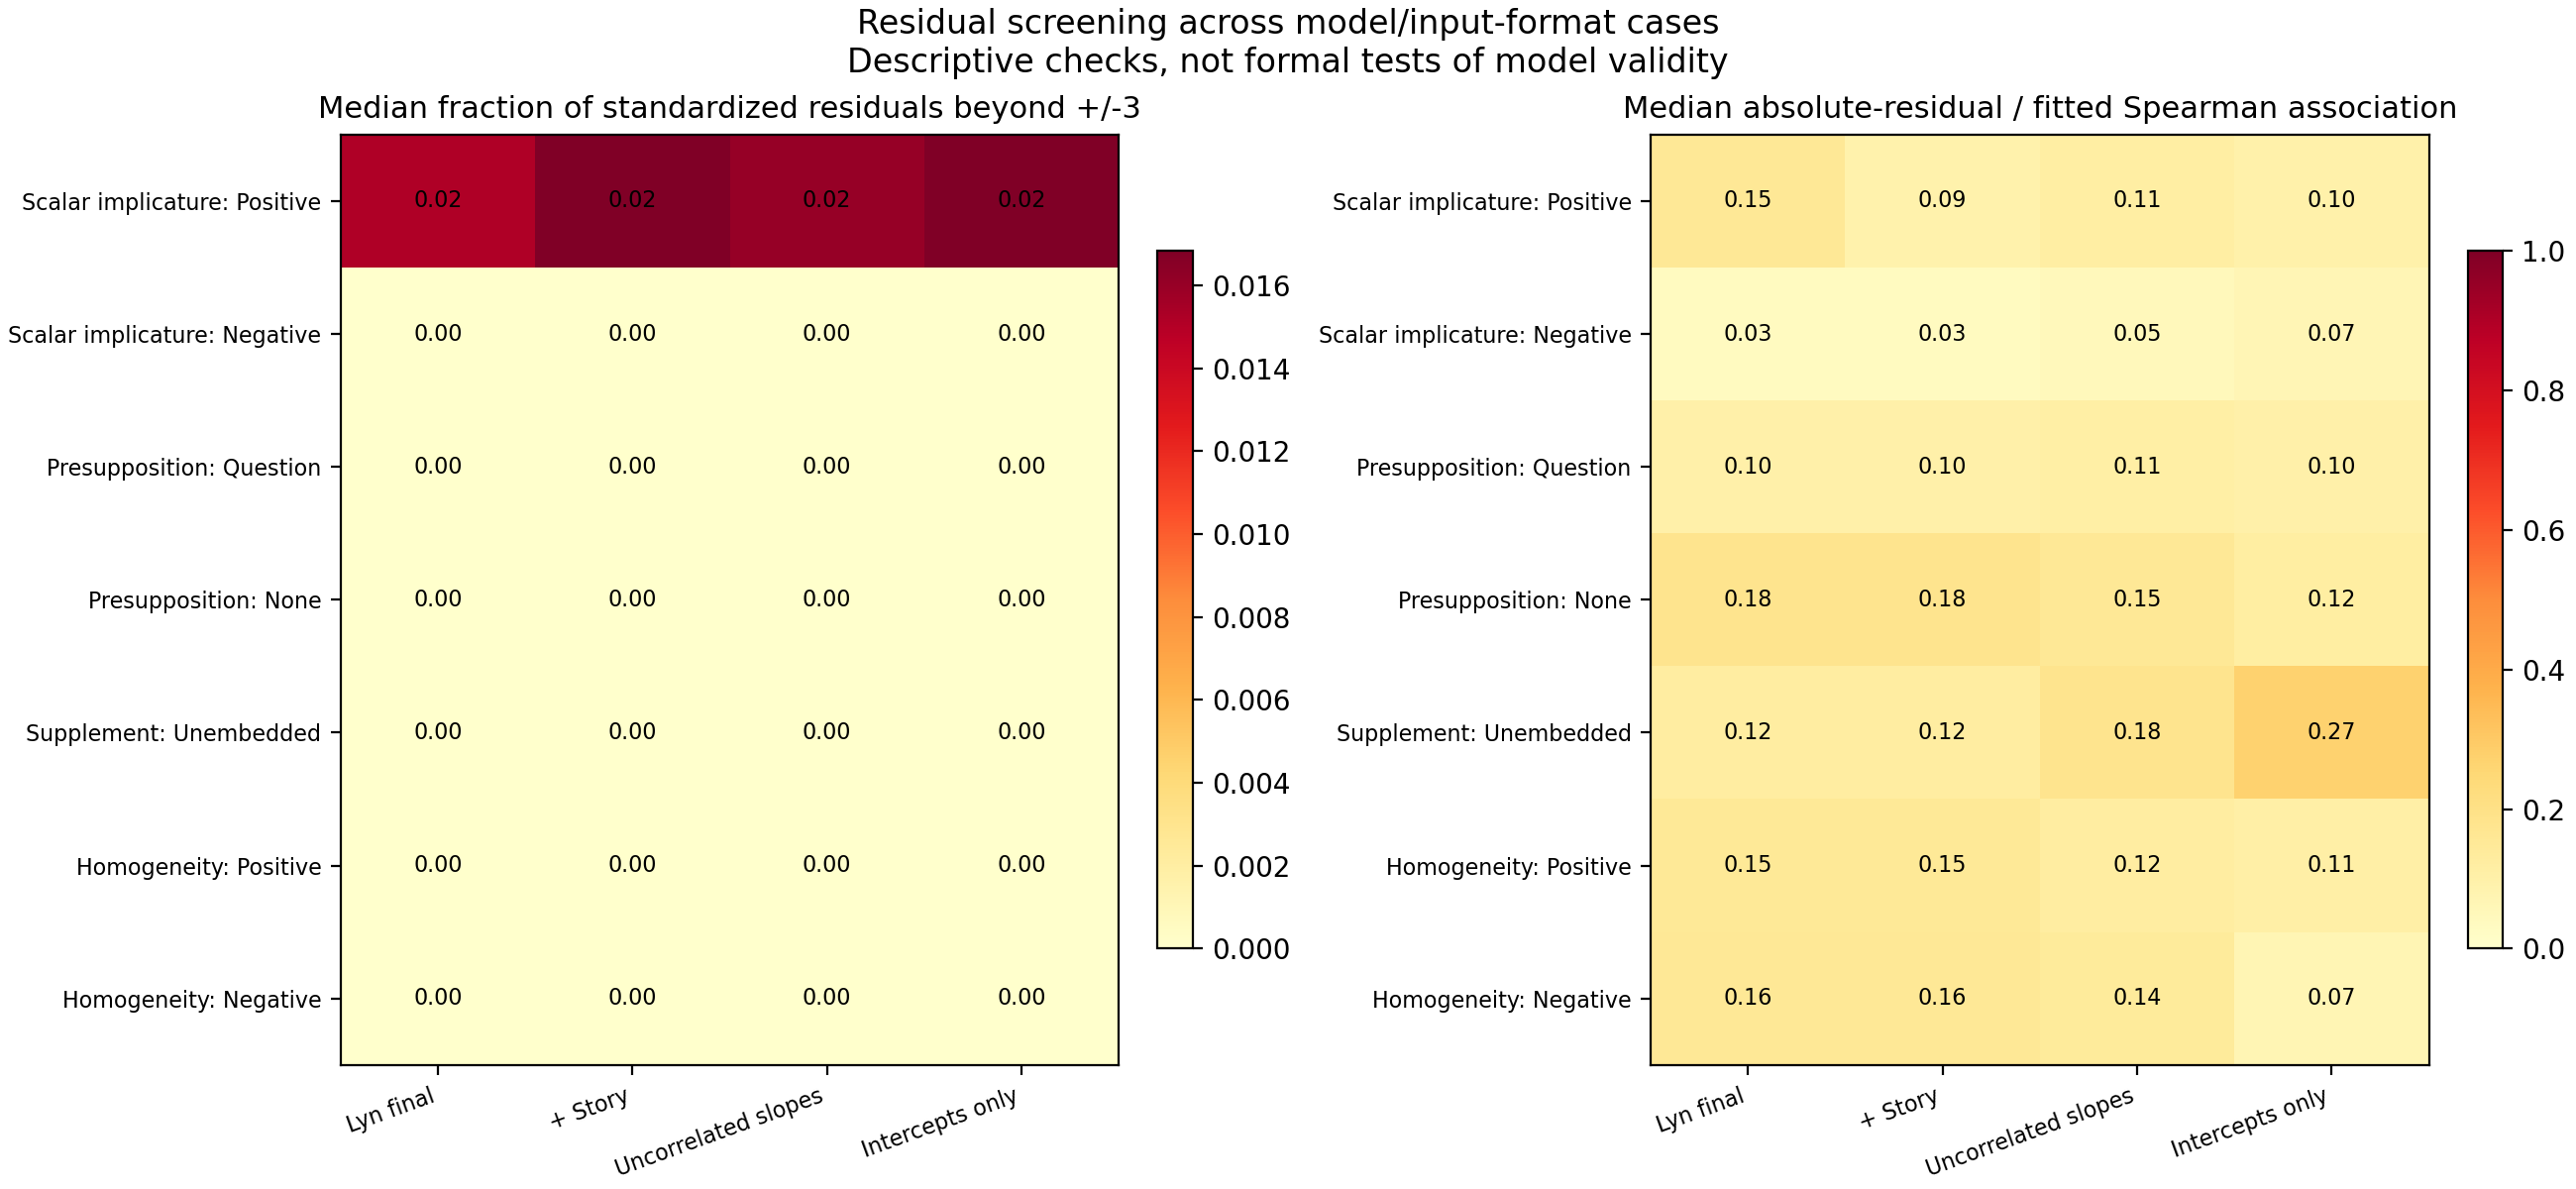 Residual screening across model/input-format cases
Descriptive checks, not formal tests of model validity
Median fraction of standardized residuals beyond +/-3
Scalar implicature: Positive 0.02 0.02 0.02 0.02
Scalar implicature: Negative 0.00 0.00 0.00 0.00
Presupposition: Question 0.00 0.00 0.00 0.00
Presupposition: None 0.00 0.00 0.00 0.00
Supplement: Unembedded 0.00 0.00 0.00 0.00
Homogeneity: Positive 0.00 0.00 0.00 0.00
Homogeneity: Negative 0.00 0.00 0.00 0.00
Lyn final + Story Uncorrelated slopes Intercepts only
0.016
0.014
0.012
0.010
0.008
0.006
0.004
0.002
0.000
Median absolute-residual / fitted Spearman association
Scalar implicature: Positive 0.15 0.09 0.11 0.10
Scalar implicature: Negative 0.03 0.03 0.05 0.07
Presupposition: Question 0.10 0.10 0.11 0.10
Presupposition: None 0.18 0.18 0.15 0.12
Supplement: Unembedded 0.12 0.12 0.18 0.27
Homogeneity: Positive 0.15 0.15 0.12 0.11
Homogeneity: Negative 0.16 0.16 0.14 0.07
Lyn final + Story Uncorrelated slopes Intercepts only
1.0
0.8
0.6
0.4
0.2
0.0